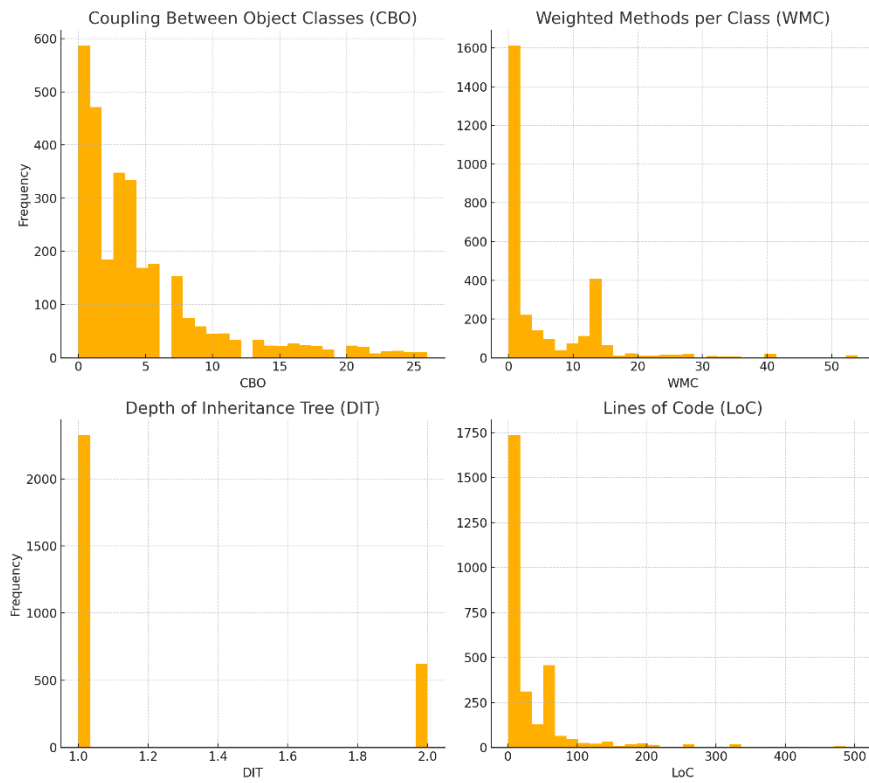 Coupling Between Object Classes (CBO)
600
500
400
300
200
100
0
Frequency
0 5 10 15 20 25
CBO
Weighted Methods per Class (WMC)
1600
1400
1200
1000
800
600
400
200
0
0 10 20 30 40 50
WMC
Depth of Inheritance Tree (DIT)
2000
1500
1000
500
0
Frequency
1.0 1.2 1.4 1.6 1.8 2.0
DIT
Lines of Code (LoC)
1750
1500
1250
1000
750
500
250
0
0 100 200 300 400 500
LoC